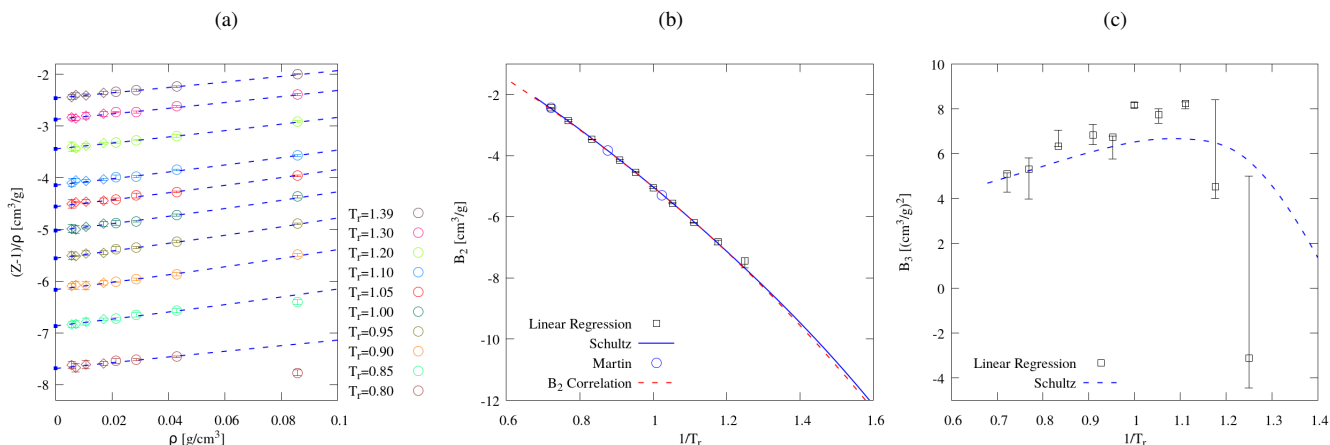 (a)
(b)
(c)
-2
-3
-4
-5
-6
-7
-8
(Z-1)/ρ [cm³/g]
0
0.02
0.04
0.06
0.08
0.1
ρ [g/cm³]
Tᵣ=1.39
Tᵣ=1.30
Tᵣ=1.20
Tᵣ=1.10
Tᵣ=1.05
Tᵣ=1.00
Tᵣ=0.95
Tᵣ=0.90
Tᵣ=0.85
Tᵣ=0.80
-2
-4
-6
-8
-10
-12
B₂ [cm³/g]
Linear Regression
Schultz
Martin
B₂ Correlation
0.6
0.8
1
1.2
1.4
1.6
1/Tᵣ
10
8
6
4
2
0
-2
-4
B₃ [(cm³/g)²]
Linear Regression
Schultz
0.6
0.7
0.8
0.9
1
1.1
1.2
1.3
1.4
1/Tᵣ